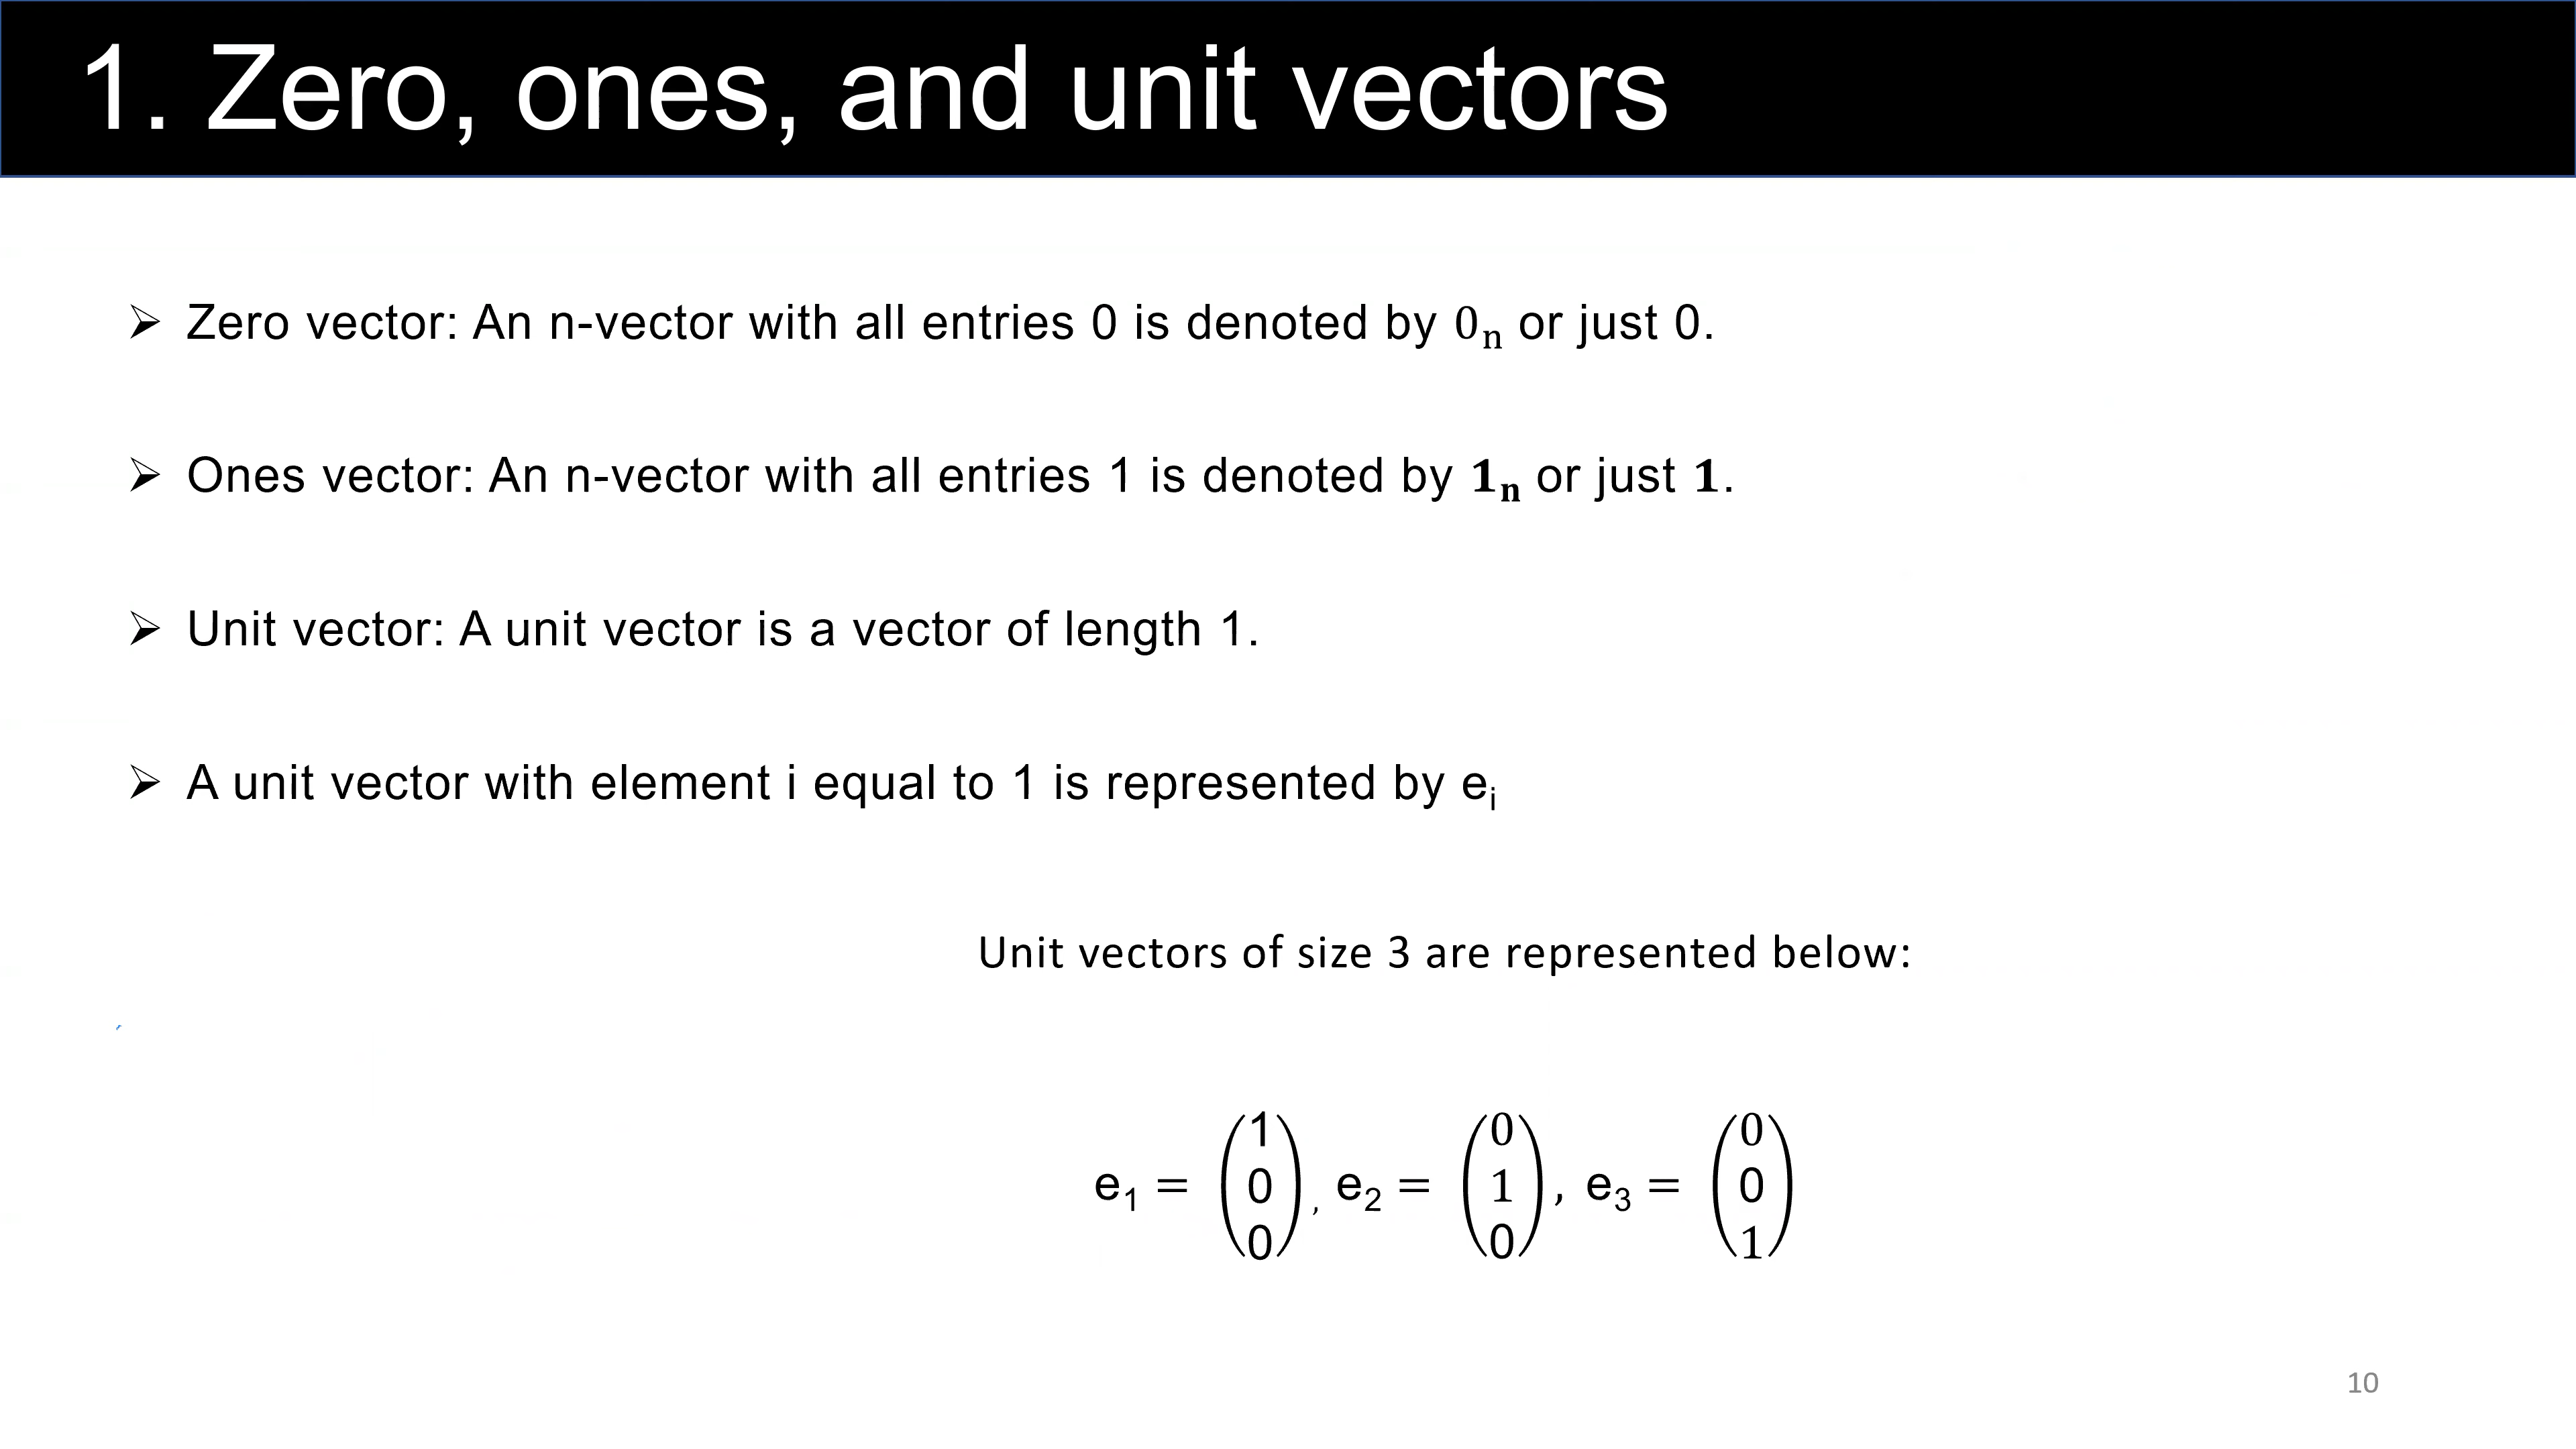 1. Zero, ones, and unit vectors
➢ Zero vector: An n-vector with all entries 0 is denoted by 0ₙ or just 0.
➢ Ones vector: An n-vector with all entries 1 is denoted by 1ₙ or just 1.
➢ Unit vector: A unit vector is a vector of length 1.
➢ A unit vector with element i equal to 1 is represented by eᵢ
Unit vectors of size 3 are represented below:
e₁ = (1 0 0), e₂ = (0 1 0), e₃ = (0 0 1)
10